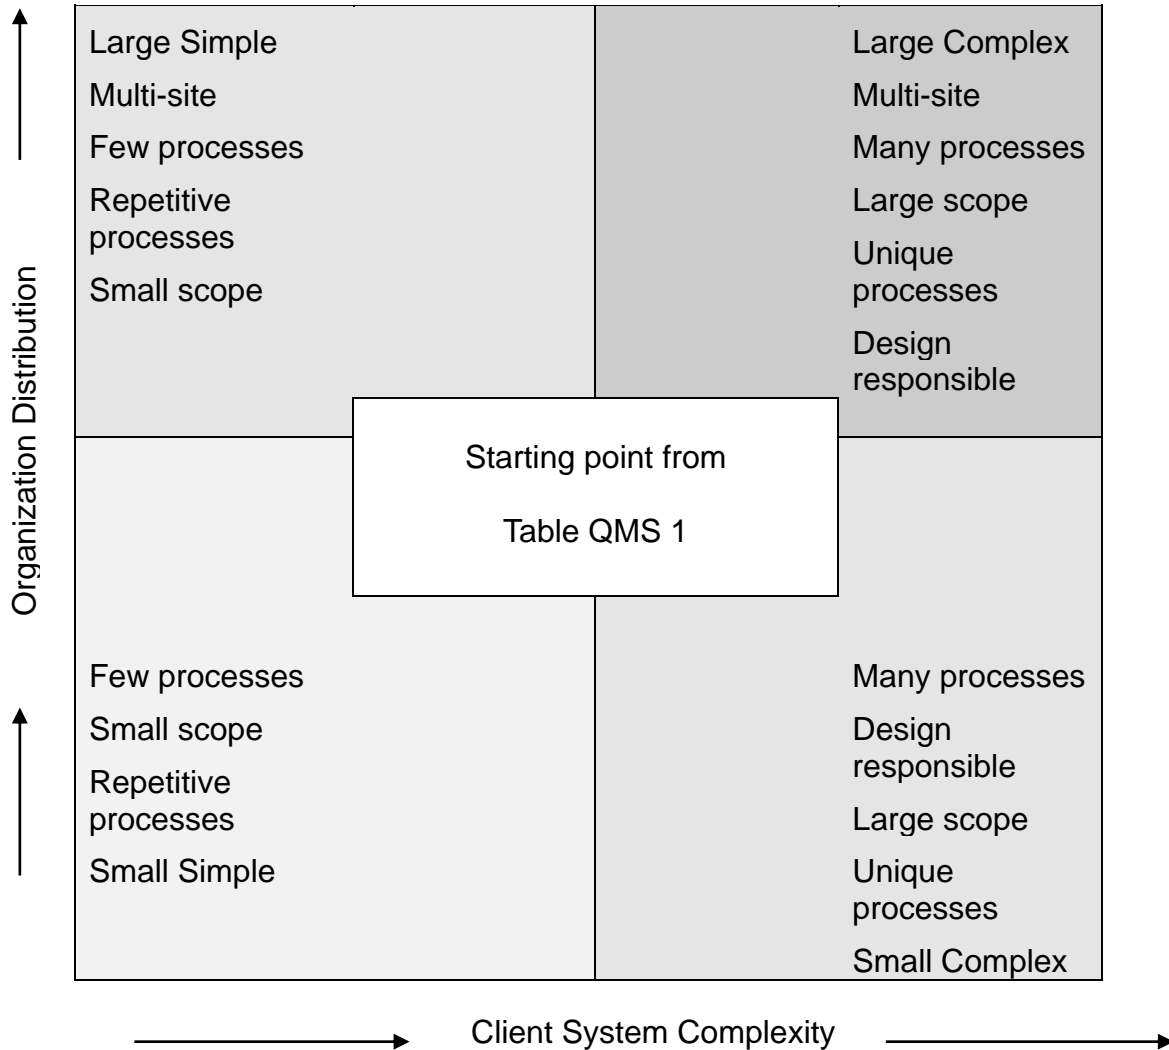 Large Simple
Multi-site
Few processes
Repetitive
processes
Small scope
Large Complex
Multi-site
Many processes
Large scope
Unique
processes
Design
responsible
Organization Distribution
Starting point from
Table QMS 1
Few processes
Small scope
Repetitive
processes
Small Simple
Many processes
Design
responsible
Large scope
Unique
processes
Small Complex
Client System Complexity